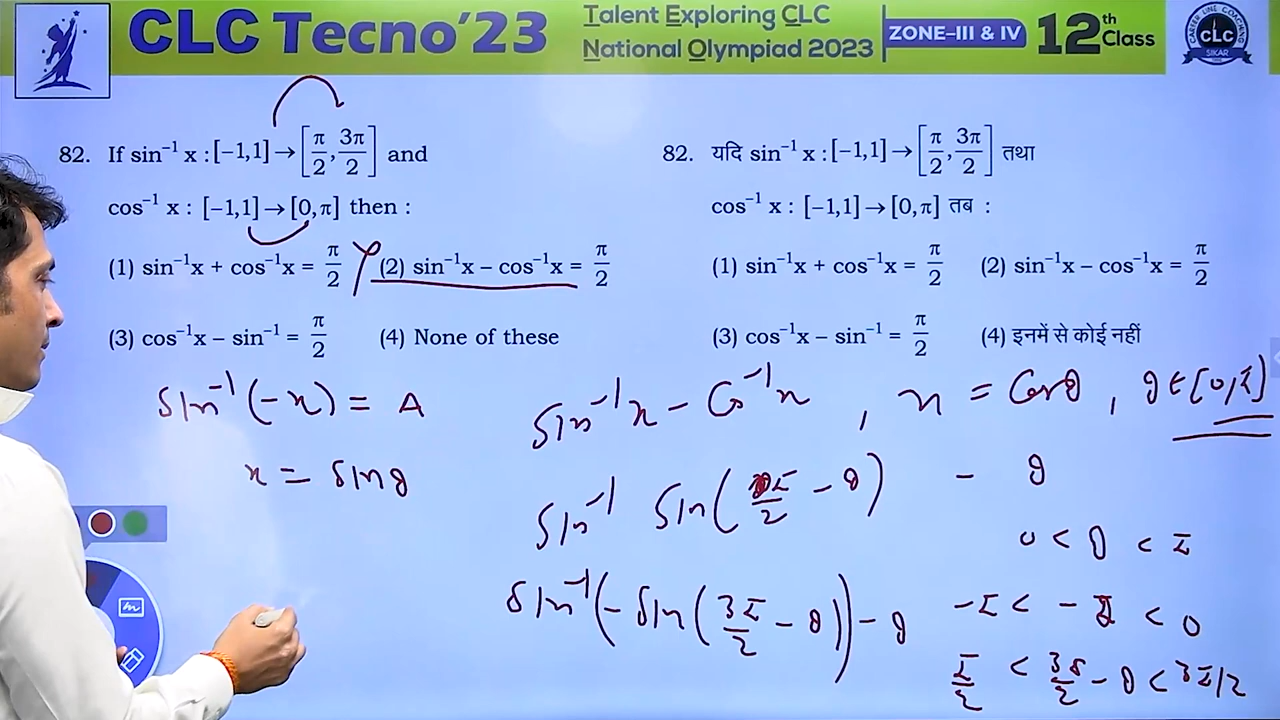 CLC Tecno'23
Talent Exploring CLC
National Olympiad 2023
ZONE–III & IV
12th Class
CAREER LINE COACHING
CLC
SIKAR
82. If sin⁻¹ x : [-1,1] → [π/2, 3π/2] and
cos⁻¹ x : [-1,1] → [0,π] then :
(1) sin⁻¹x + cos⁻¹x = π/2 (2) sin⁻¹x – cos⁻¹x = π/2
(3) cos⁻¹x – sin⁻¹ = π/2 (4) None of these
82. यदि sin⁻¹ x : [-1,1] → [π/2, 3π/2] तथा
cos⁻¹ x : [-1,1] → [0,π] तब :
(1) sin⁻¹x + cos⁻¹x = π/2 (2) sin⁻¹x – cos⁻¹x = π/2
(3) cos⁻¹x – sin⁻¹ = π/2 (4) इनमें से कोई नहीं
sin⁻¹(-x) = A
x = sinθ
sin⁻¹x - cos⁻¹x , x = cosθ , θ ∈ [0,π]
sin⁻¹ sin(π/2 - θ) - θ
0 < θ < π
sin⁻¹(-sin(3π/2 - θ)) - θ
-π < -θ < 0
π/2 < 3π/2 - θ < 3π/2